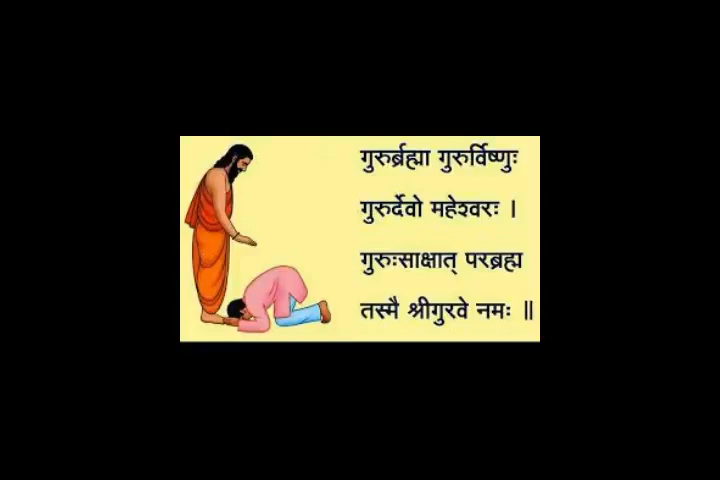 गुरुर्ब्रह्मा गुरुर्विष्णुः
गुरुर्देवो महेश्वरः ।
गुरुःसाक्षात् परब्रह्म
तस्मै श्रीगुरवे नमः ॥